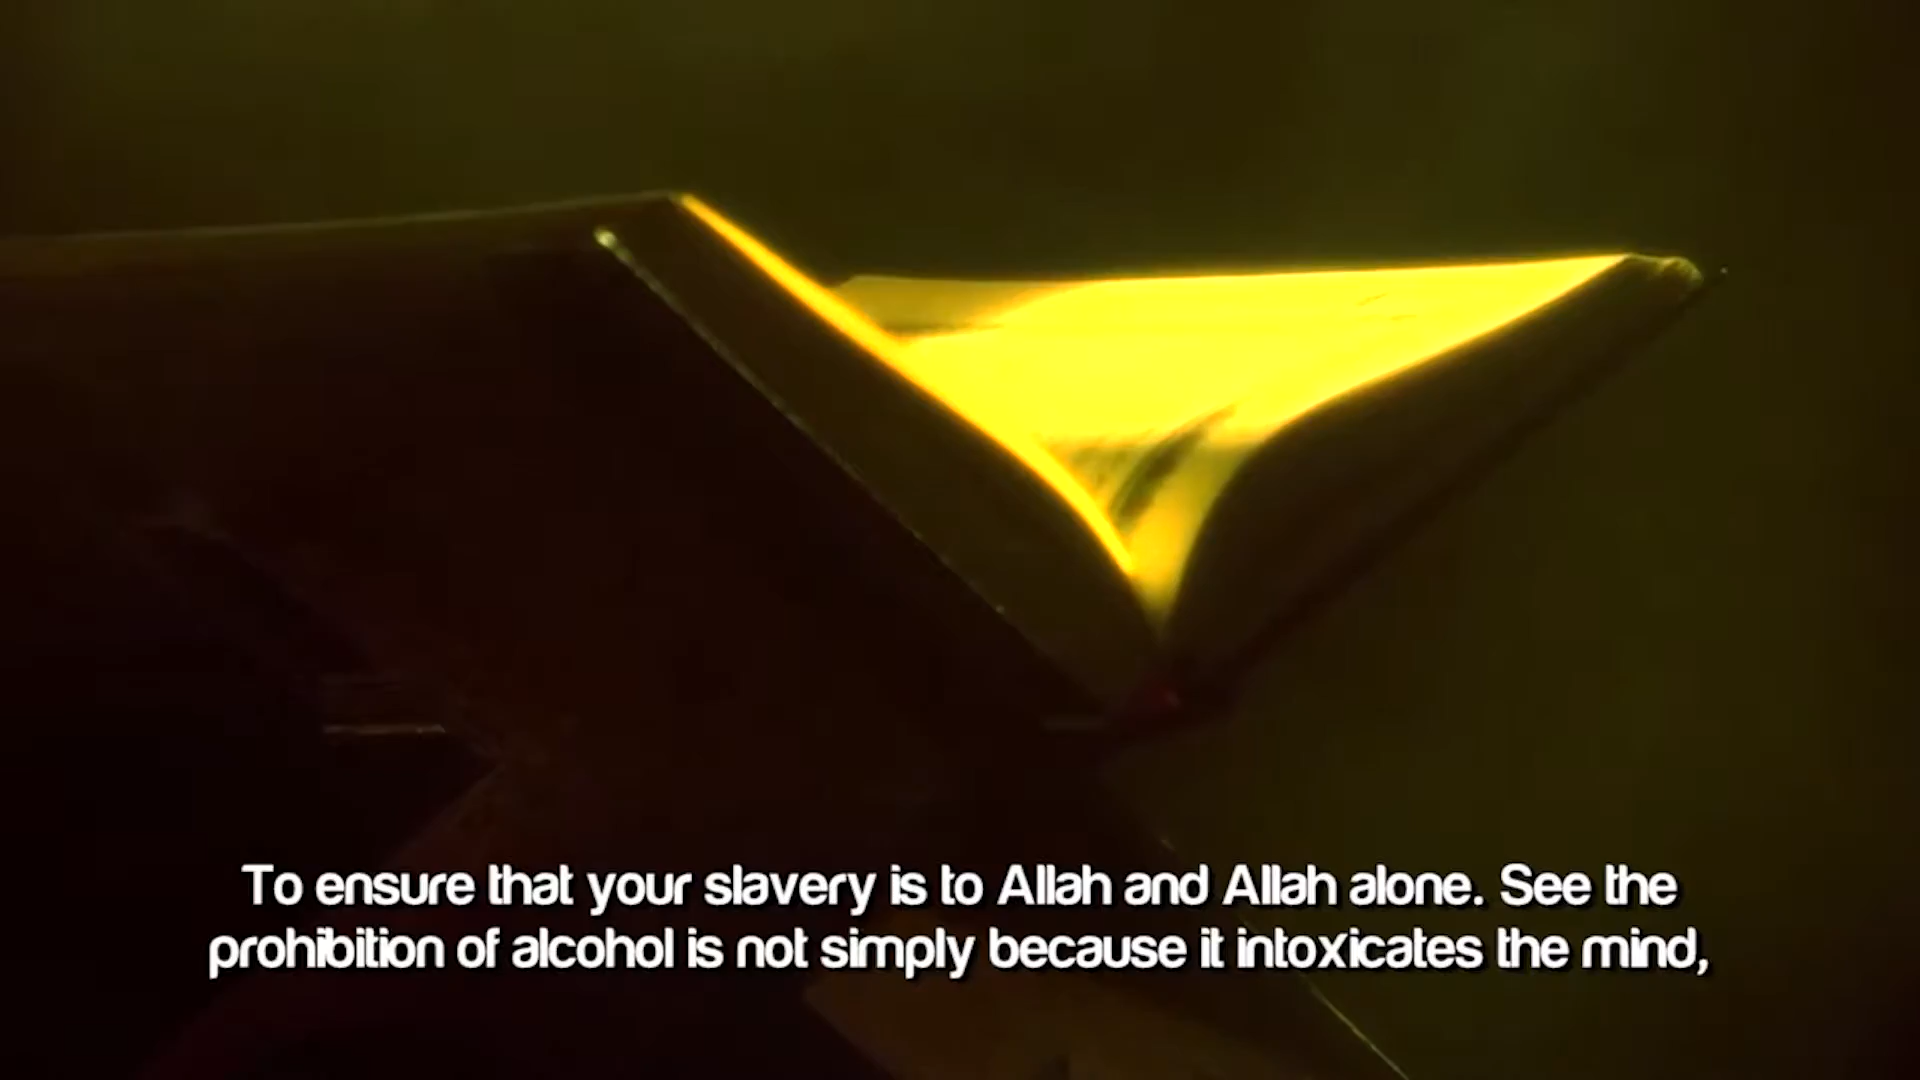 To ensure that your slavery is to Allah and Allah alone. See the
prohibition of alcohol is not simply because it intoxicates the mind,